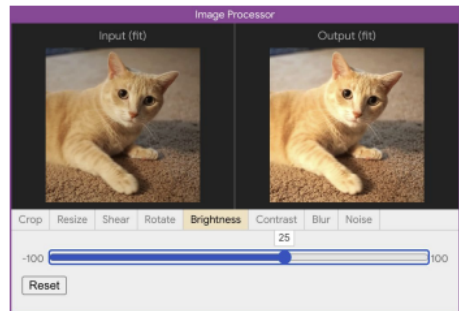 Image Processor
Input (fit) Output (fit)
Crop Resize Shear Rotate Brightness Contrast Blur Noise
25
-100 100
Reset